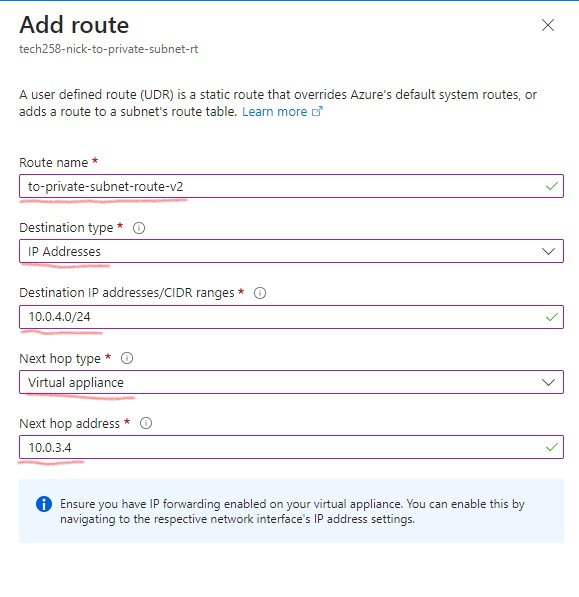 Add route
tech258-nick-to-private-subnet-rt
A user defined route (UDR) is a static route that overrides Azure's default system routes, or
adds a route to a subnet's route table. Learn more
Route name *
to-private-subnet-route-v2
Destination type *
IP Addresses
Destination IP addresses/CIDR ranges *
10.0.4.0/24
Next hop type *
Virtual appliance
Next hop address *
10.0.3.4
Ensure you have IP forwarding enabled on your virtual appliance. You can enable this by
navigating to the respective network interface's IP address settings.